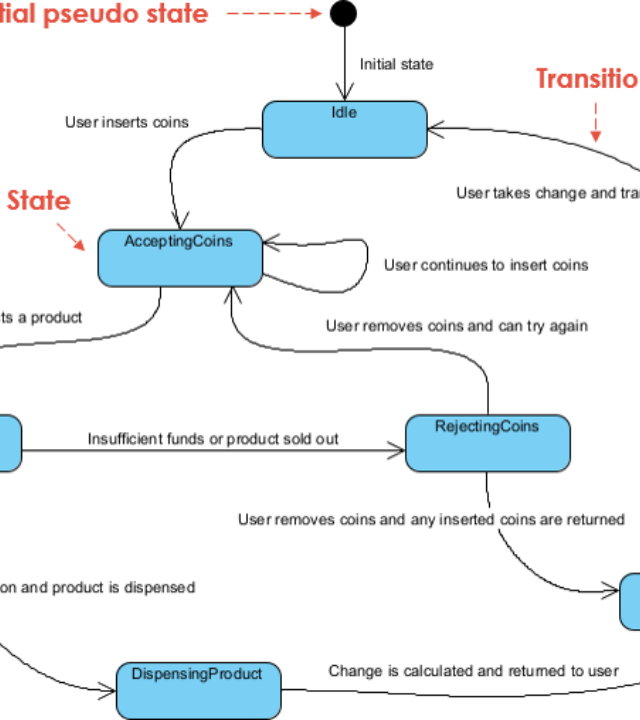 tial pseudo state
Initial state
Transitio
Idle
User inserts coins
User takes change and tra
State
AcceptingCoins
User continues to insert coins
ts a product
User removes coins and can try again
RejectingCoins
Insufficient funds or product sold out
User removes coins and any inserted coins are returned
on and product is dispensed
DispensingProduct
Change is calculated and returned to user